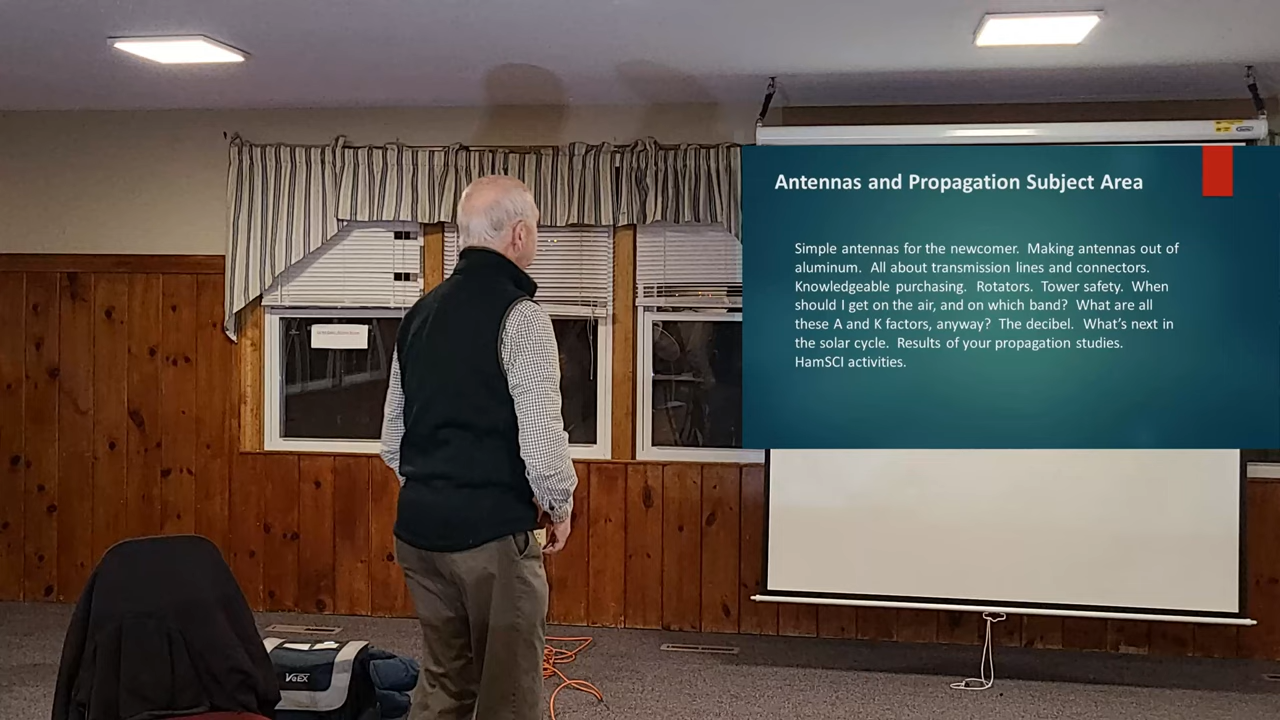 Antennas and Propagation Subject Area
Simple antennas for the newcomer. Making antennas out of
aluminum. All about transmission lines and connectors.
Knowledgeable purchasing. Rotators. Tower safety. When
should I get on the air, and on which band? What are all
these A and K factors, anyway? The decibel. What's next in
the solar cycle. Results of your propagation studies.
HamSCI activities.
VeEX